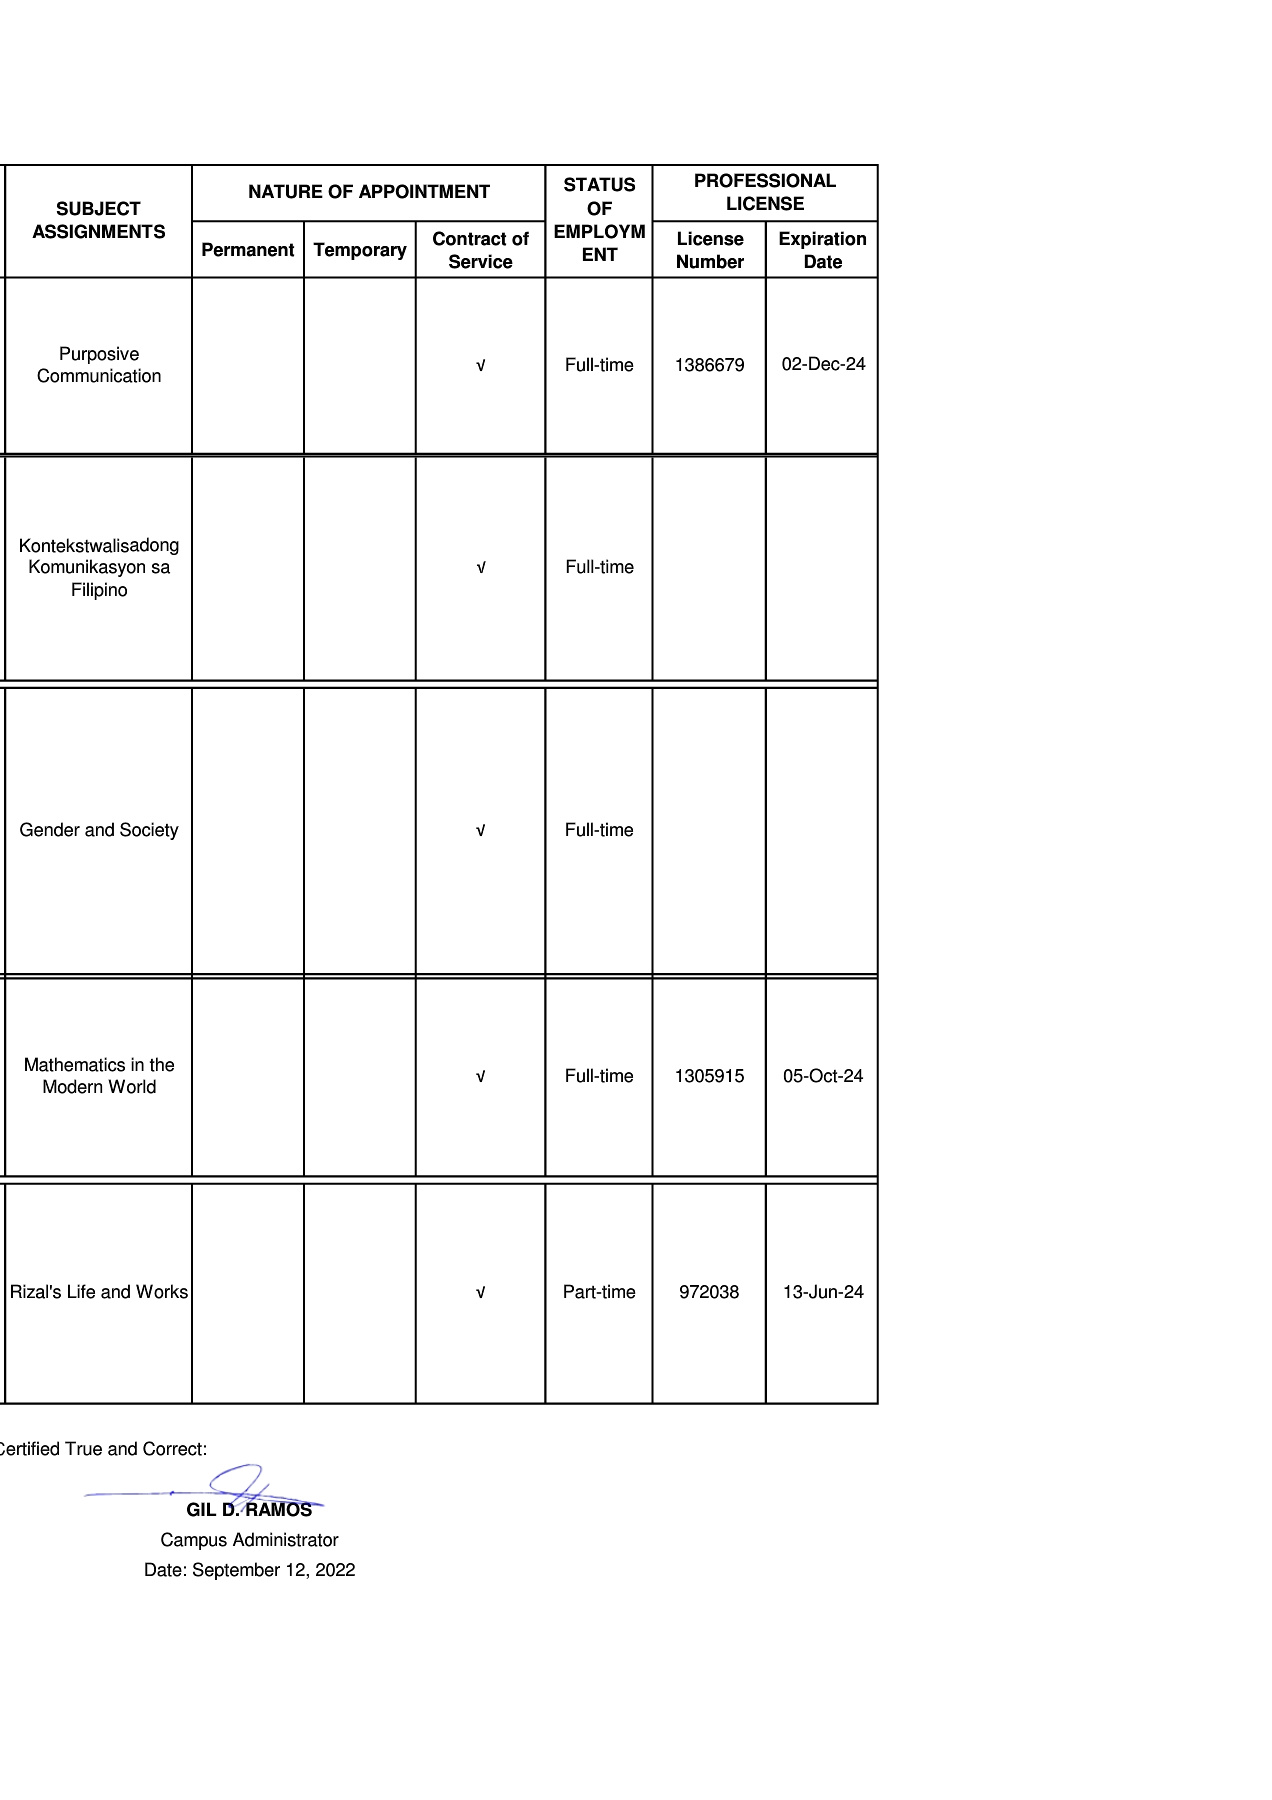 SUBJECT
ASSIGNMENTS
NATURE OF APPOINTMENT
STATUS
OF
EMPLOYM
ENT
PROFESSIONAL
LICENSE
Permanent
Temporary
Contract of
Service
License
Number
Expiration
Date
Purposive
Communication
√
Full-time
1386679
02-Dec-24
Kontekstwalisadong
Komunikasyon sa
Filipino
√
Full-time
Gender and Society
√
Full-time
Mathematics in the
Modern World
√
Full-time
1305915
05-Oct-24
Rizal's Life and Works
√
Part-time
972038
13-Jun-24
Certified True and Correct:
GIL D. RAMOS
Campus Administrator
Date: September 12, 2022